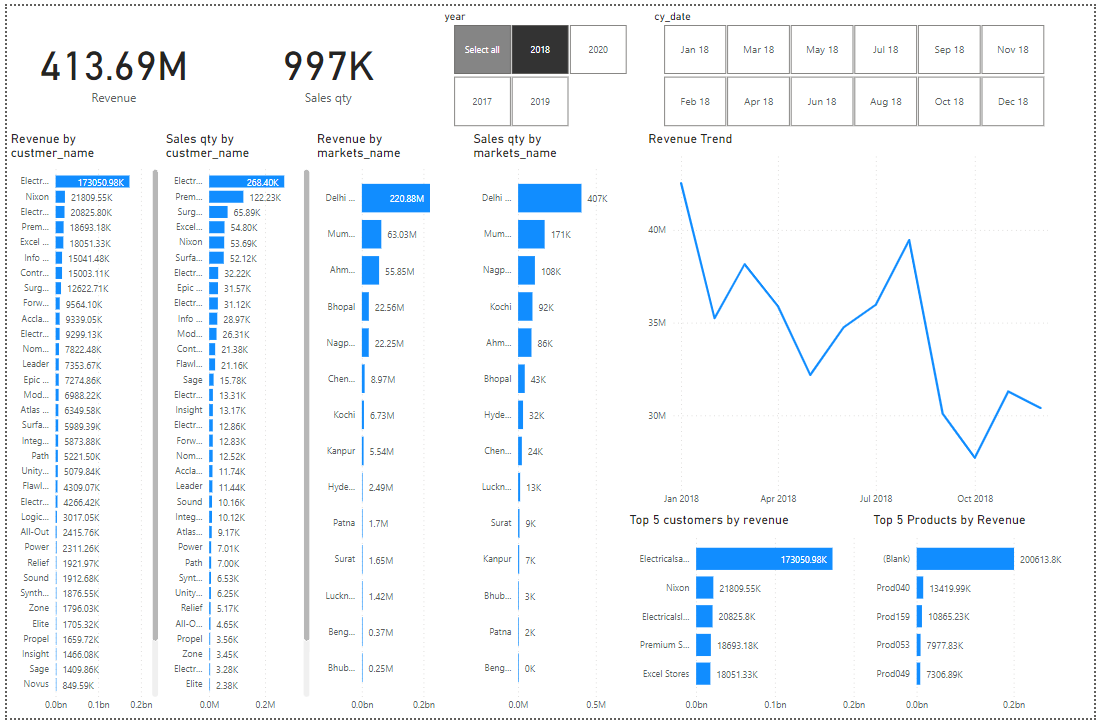 year
cy_date
Select all
2018
2020
2017
2019
Jan 18
Mar 18
May 18
Jul 18
Sep 18
Nov 18
Feb 18
Apr 18
Jun 18
Aug 18
Oct 18
Dec 18
413.69M
Revenue
997K
Sales qty
Revenue by
custmer_name
Electr... 173050.98K
Nixon 21809.55K
Electr... 20825.80K
Prem... 18693.18K
Excel ... 18051.33K
Info ... 15041.48K
Contr... 15003.11K
Surg... 12622.71K
Forw... 9564.10K
Accla... 9339.05K
Electr... 9299.13K
Nom... 7822.48K
Leader 7353.67K
Epic ... 7274.86K
Mod... 6988.22K
Atlas ... 6349.58K
Surfa... 5989.39K
Integ... 5873.88K
Path 5221.50K
Unity... 5079.84K
Flawl... 4309.07K
Electr... 4266.42K
Logic... 3017.05K
All-Out 2415.76K
Power 2311.26K
Relief 1921.97K
Sound 1912.68K
Synth... 1876.55K
Zone 1796.03K
Elite 1705.32K
Propel 1659.72K
Insight 1466.08K
Sage 1409.86K
Novus 849.59K
0.0bn 0.1bn 0.2bn
Sales qty by
custmer_name
Electr... 268.40K
Prem... 122.23K
Surg... 65.89K
Excel... 54.80K
Nixon 53.69K
Surfa... 52.12K
Electr... 32.22K
Epic ... 31.57K
Electr... 31.12K
Info ... 28.97K
Mod... 26.31K
Cont... 21.38K
Flawl... 21.16K
Sage 15.78K
Electr... 13.31K
Insight 13.17K
Electr... 12.86K
Forw... 12.83K
Nom... 12.52K
Accla... 11.74K
Leader 11.44K
Sound 10.16K
Integ... 10.12K
Atlas... 9.17K
Power 7.01K
Path 7.00K
Synt... 6.53K
Unity... 6.25K
Relief 5.17K
All-O... 4.65K
Propel 3.56K
Zone 3.45K
Electr... 3.28K
Elite 2.38K
0.0M 0.2M
Revenue by
markets_name
Delhi ... 220.88M
Mum... 63.03M
Ahm... 55.85M
Bhopal 22.56M
Nagp... 22.25M
Chen... 8.97M
Kochi 6.73M
Kanpur 5.54M
Hyde... 2.49M
Patna 1.7M
Surat 1.65M
Luckn... 1.42M
Beng... 0.37M
Bhub... 0.25M
0.0bn 0.2bn
Sales qty by
markets_name
Delhi ... 407K
Mum... 171K
Nagp... 108K
Kochi 92K
Ahm... 86K
Bhopal 43K
Hyde... 32K
Chen... 24K
Luckn... 13K
Surat 9K
Kanpur 7K
Bhub... 3K
Patna 2K
Beng... 0K
0.0M 0.5M
Revenue Trend
40M
35M
30M
Jan 2018 Apr 2018 Jul 2018 Oct 2018
Top 5 customers by revenue
Electricalsa... 173050.98K
Nixon 21809.55K
Electricalsl... 20825.8K
Premium S... 18693.18K
Excel Stores 18051.33K
0.0bn 0.1bn 0.2bn
Top 5 Products by Revenue
(Blank) 200613.8K
Prod040 13419.99K
Prod159 10865.23K
Prod053 7977.83K
Prod049 7306.89K
0.0bn 0.2bn